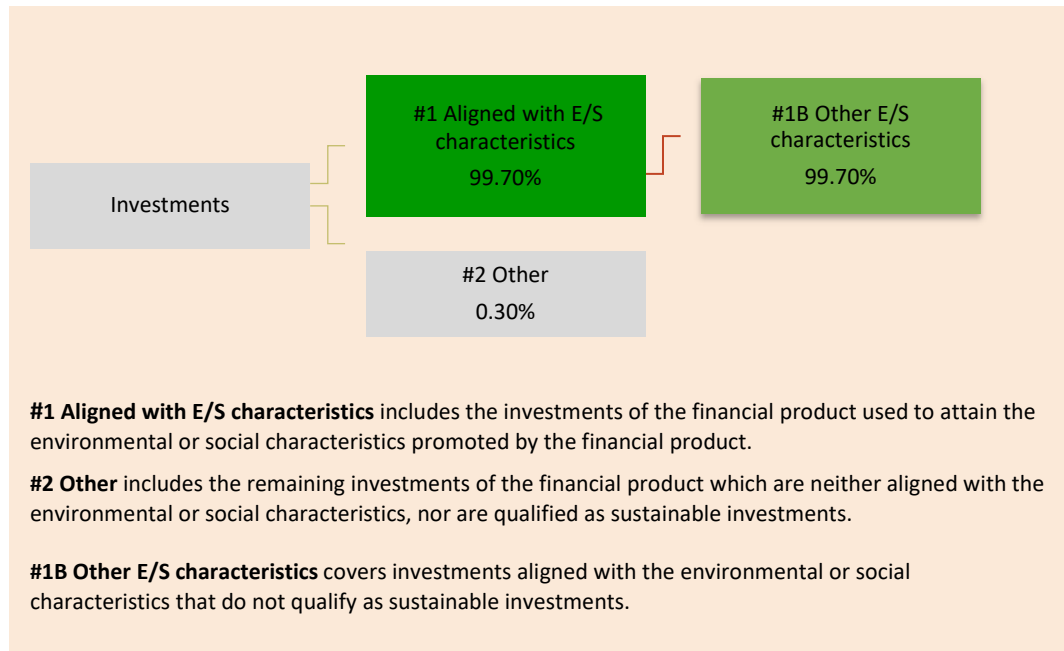 #1 Aligned with E/S
characteristics
99.70%
#1B Other E/S
characteristics
99.70%
Investments
#2 Other
0.30%
#1 Aligned with E/S characteristics includes the investments of the financial product used to attain the
environmental or social characteristics promoted by the financial product.
#2 Other includes the remaining investments of the financial product which are neither aligned with the
environmental or social characteristics, nor are qualified as sustainable investments.
#1B Other E/S characteristics covers investments aligned with the environmental or social
characteristics that do not qualify as sustainable investments.